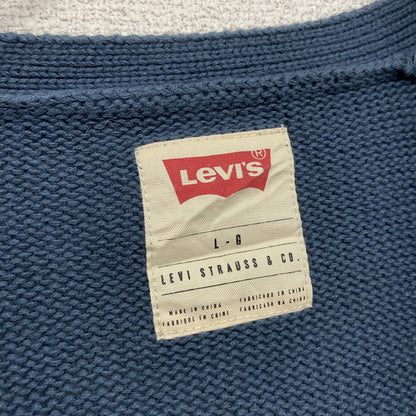 LEVI'S ®
L - G
LEVI STRAUSS & CO.
MADE IN CHINA FABRICADO EN CHINA
FABRIQUÉ EN CHINE FABRICADO NA CHINA